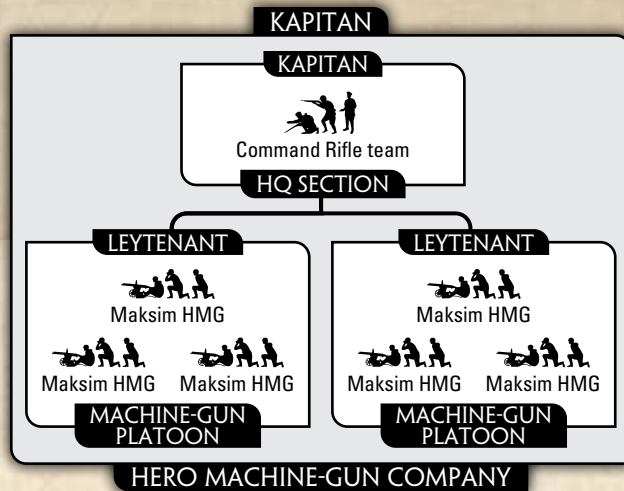 KAPITAN
KAPITAN
Command Rifle team
HQ SECTION
LEYTENANT
Maksim HMG
Maksim HMG Maksim HMG
MACHINE-GUN
PLATOON
LEYTENANT
Maksim HMG
Maksim HMG Maksim HMG
MACHINE-GUN
PLATOON
HERO MACHINE-GUN COMPANY